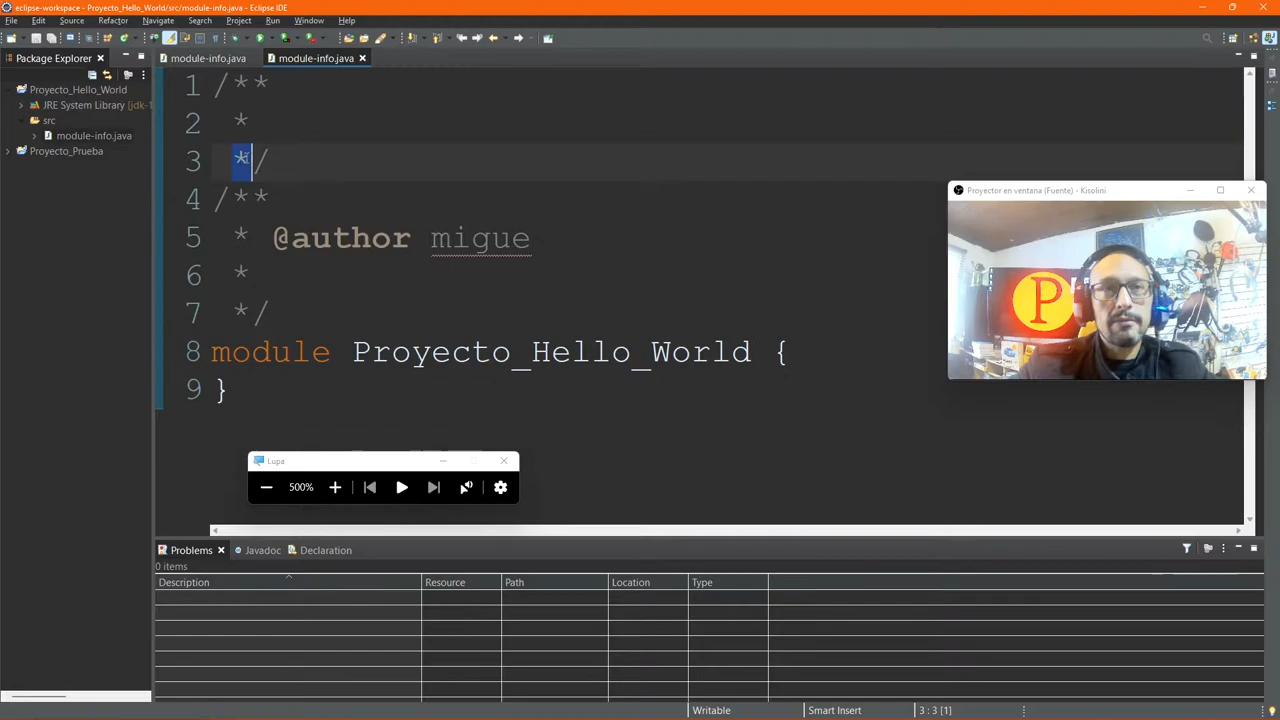 eclipse-workspace - Proyecto_Hello_World/src/module-info.java - Eclipse IDE
File Edit Source Refactor Navigate Search Project Run Window Help
Package Explorer
module-info.java
module-info.java
Proyecto_Hello_World
JRE System Library [jdk-1
src
module-info.java
Proyecto_Prueba
1 /**
2  *
3  */
4 /**
5  * @author migue
6  *
7  */
8 module Proyecto_Hello_World {
9 }
Proyector en ventana (Fuente) - Kisolini
P
Lupa
500%
Problems Javadoc Declaration
0 items
Description Resource Path Location Type
Writable Smart Insert 3 : 3 [1]